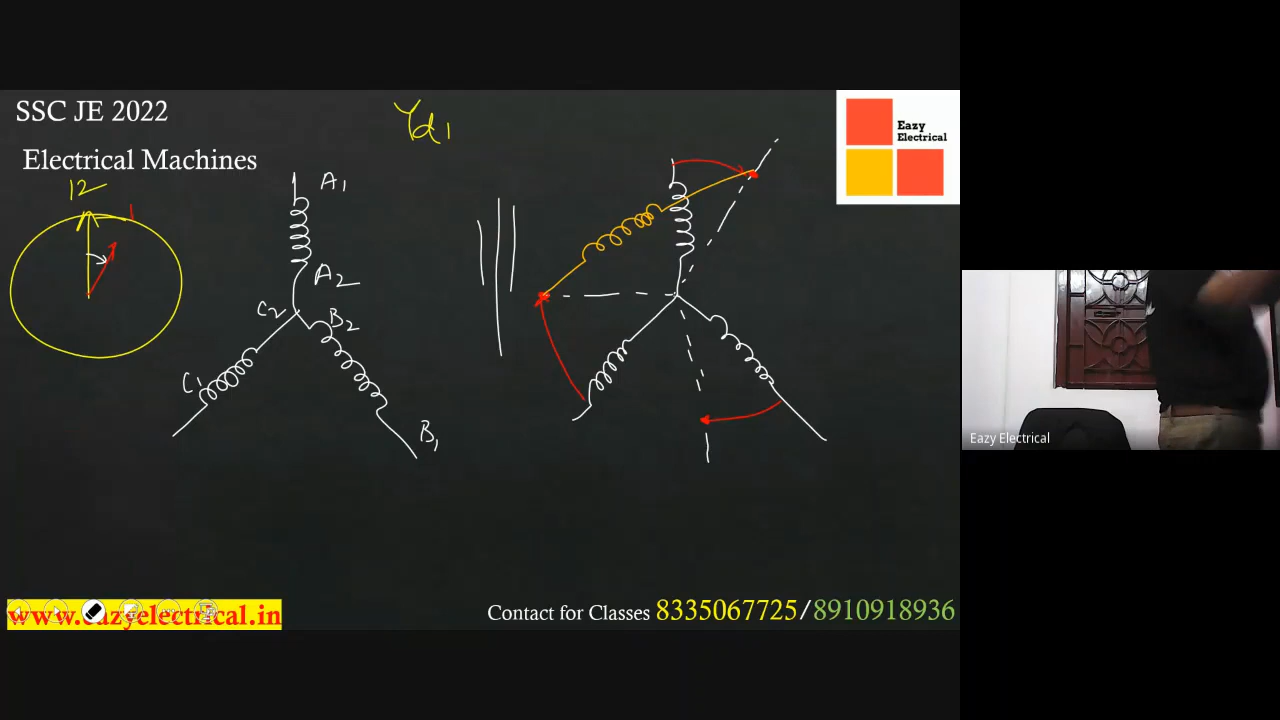 SSC JE 2022
Electrical Machines
Yd1
Eazy
Electrical
12
1
A1
A2
C2
B2
C1
B1
Eazy Electrical
www.eazyelectrical.in
Contact for Classes 8335067725/8910918936